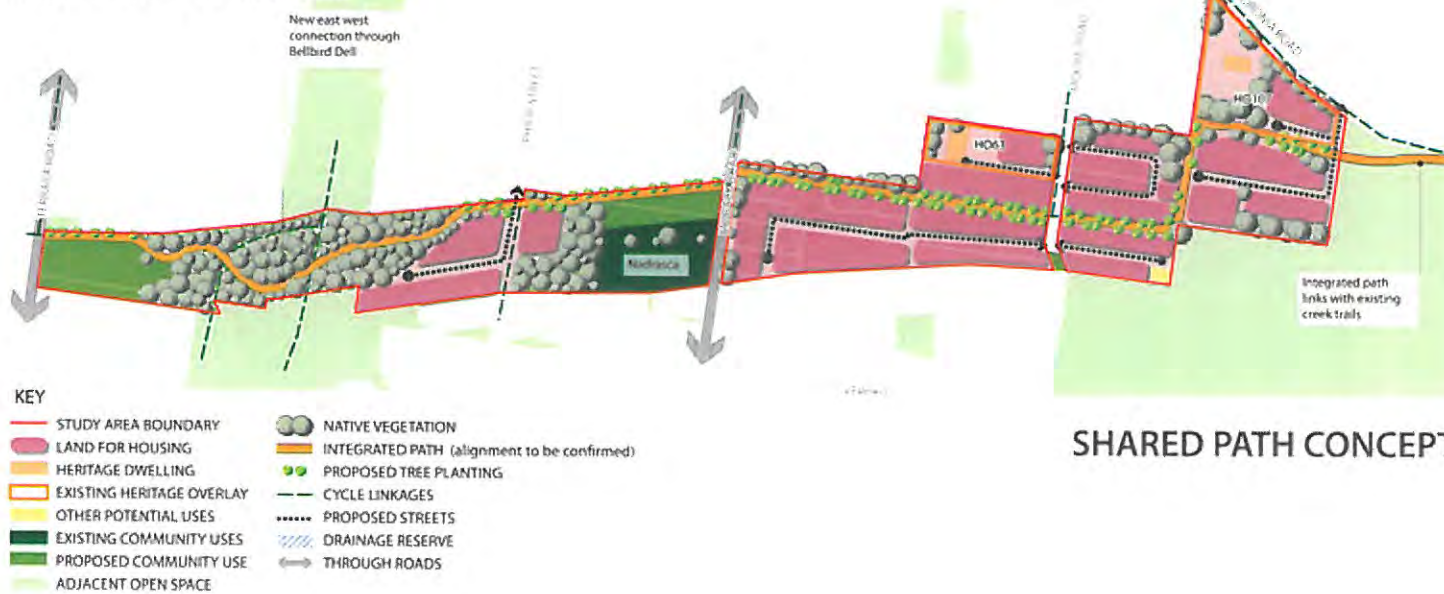 New east west
connection through
Bellbird Dell
HO63
Nadrasca
Integrated path
links with existing
creek trails
KEY
STUDY AREA BOUNDARY
LAND FOR HOUSING
HERITAGE DWELLING
EXISTING HERITAGE OVERLAY
OTHER POTENTIAL USES
EXISTING COMMUNITY USES
PROPOSED COMMUNITY USE
ADJACENT OPEN SPACE
NATIVE VEGETATION
INTEGRATED PATH (alignment to be confirmed)
PROPOSED TREE PLANTING
CYCLE LINKAGES
PROPOSED STREETS
DRAINAGE RESERVE
THROUGH ROADS
SHARED PATH CONCEPT